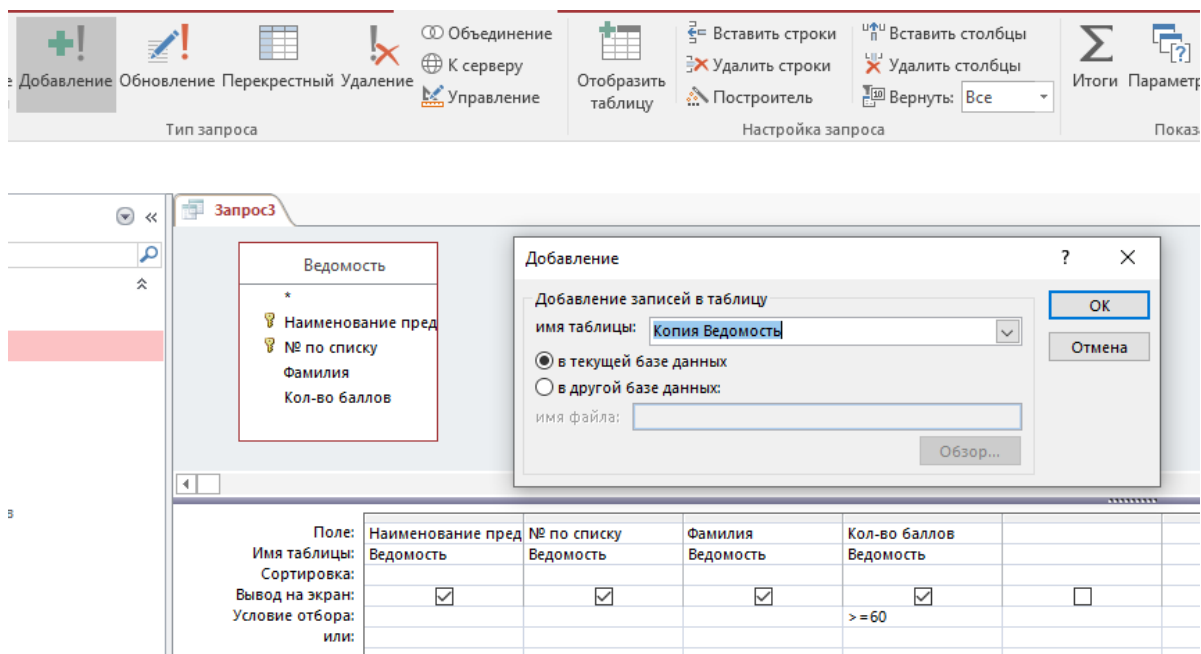 Добавление Обновление Перекрестный Удаление
Объединение
К серверу
Управление
Тип запроса
Отобразить
таблицу
Вставить строки
Удалить строки
Построитель
Вставить столбцы
Удалить столбцы
Вернуть: Все
Настройка запроса
Итоги Параметр
Показ
Запрос3
Ведомость
*
Наименование пред
№ по списку
Фамилия
Кол-во баллов
Добавление ?
Добавление записей в таблицу
имя таблицы: Копия Ведомость
в текущей базе данных
в другой базе данных:
имя файла:
Обзор...
ОК
Отмена
в
Поле: Наименование пред № по списку Фамилия Кол-во баллов
Имя таблицы: Ведомость Ведомость Ведомость Ведомость
Сортировка:
Вывод на экран:
Условие отбора: >=60
или: